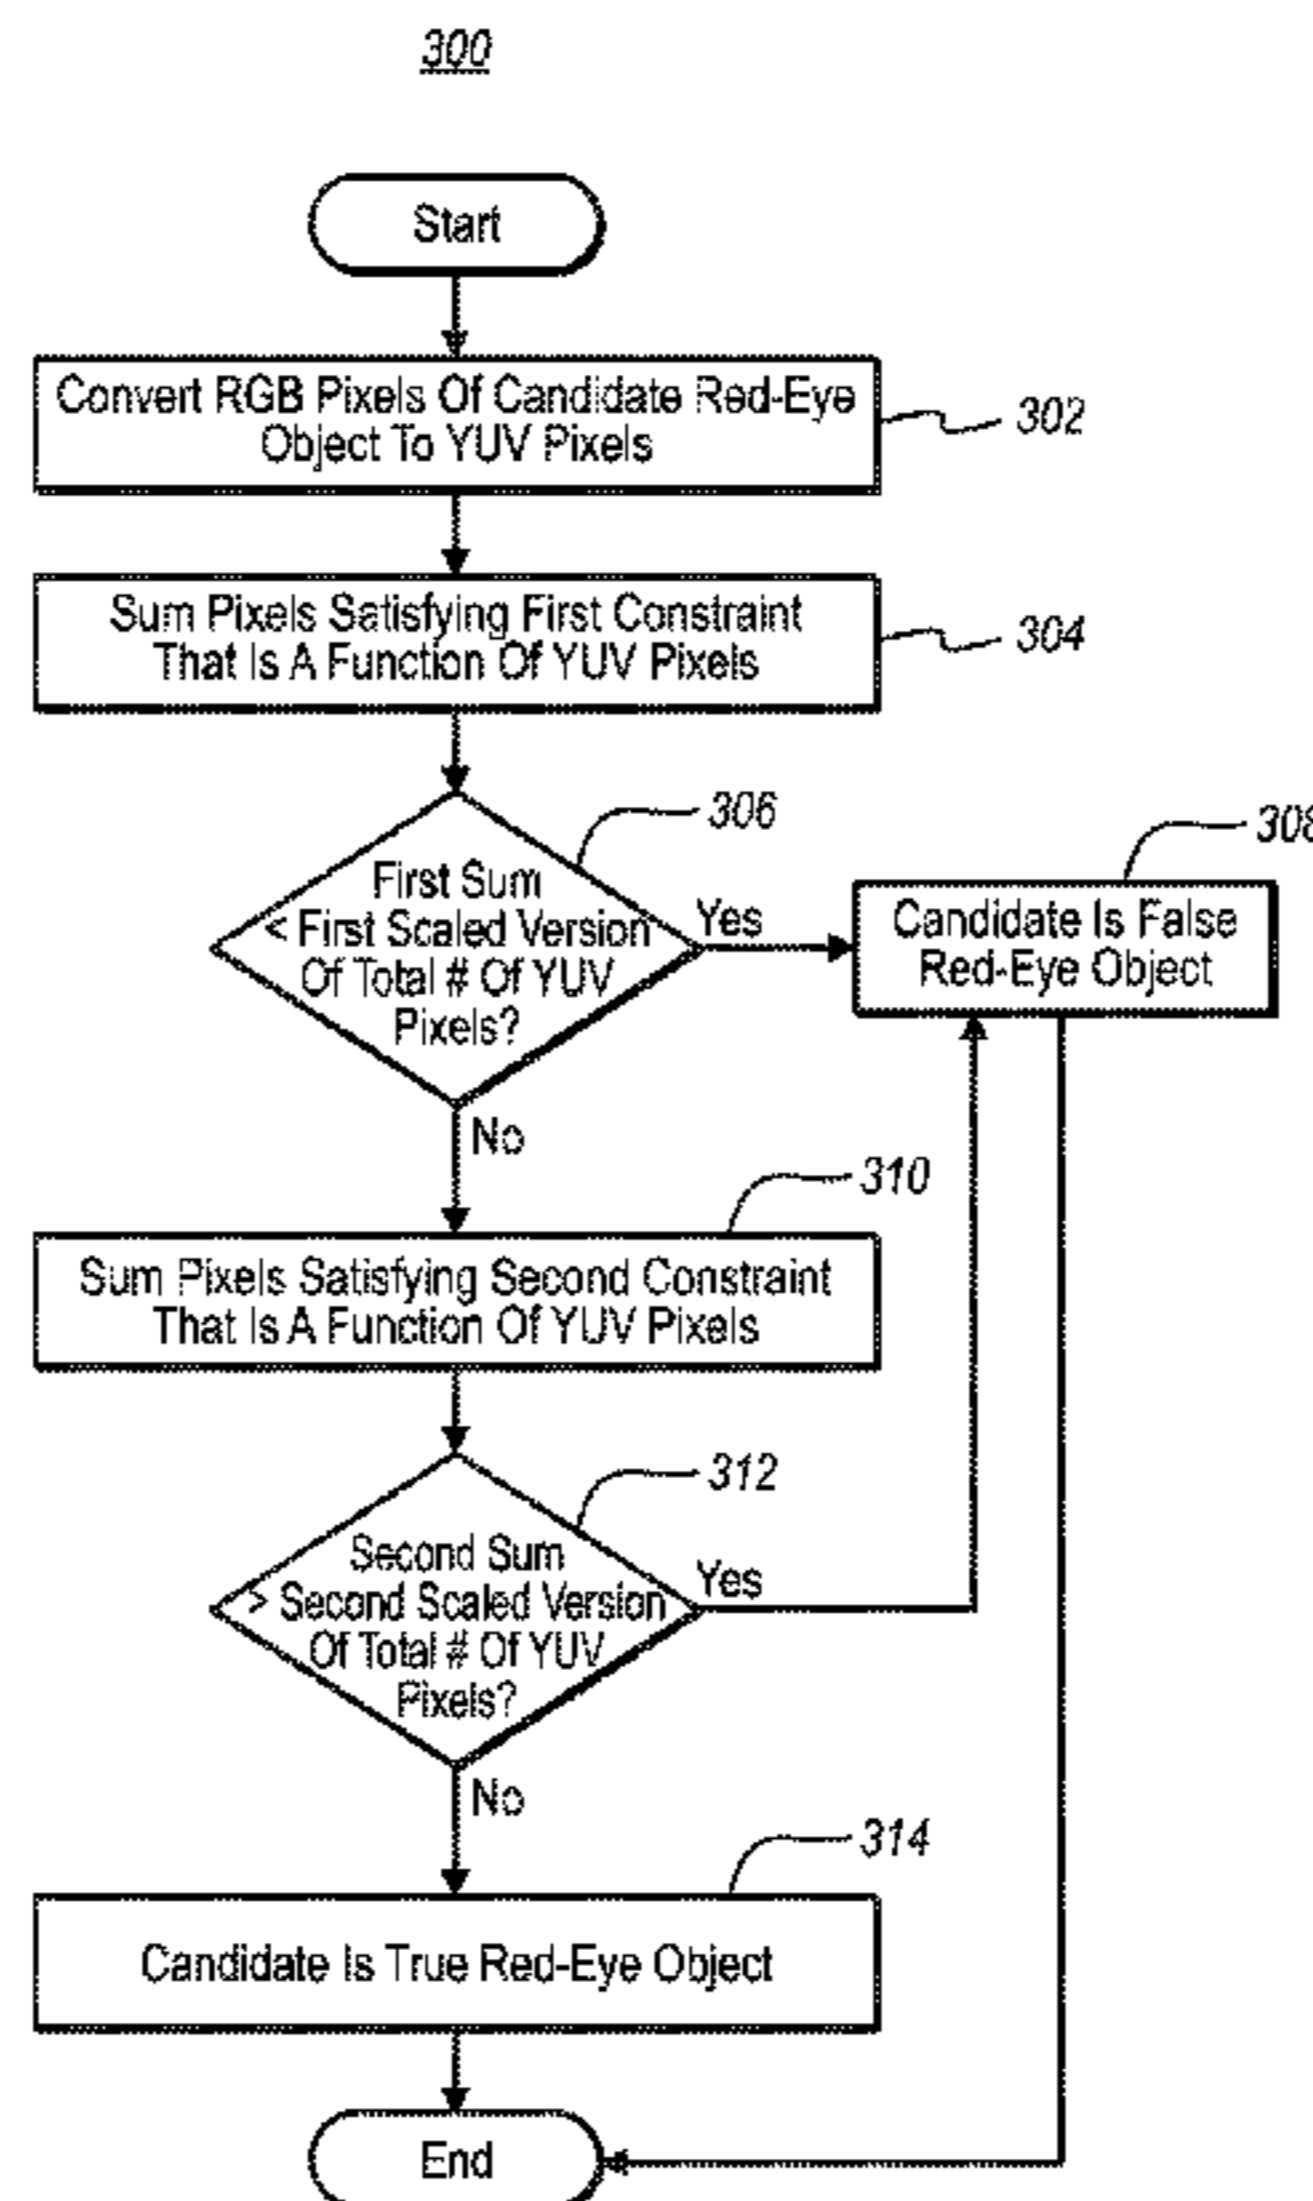 300
Start
Convert RGB Pixels Of Candidate Red-Eye
Object To YUV Pixels
302
Sum Pixels Satisfying First Constraint
That Is A Function Of YUV Pixels
304
306
First Sum
< First Scaled Version
Of Total # Of YUV
Pixels?
Yes
308
Candidate Is False
Red-Eye Object
No
310
Sum Pixels Satisfying Second Constraint
That Is A Function Of YUV Pixels
312
Second Sum
> Second Scaled Version
Of Total # Of YUV
Pixels?
Yes
No
314
Candidate Is True Red-Eye Object
End